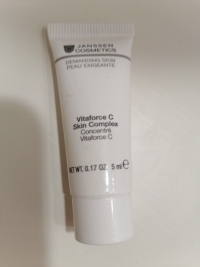 JANSSEN
COSMETICS
DEMANDING SKIN
PEAU EXIGEANTE
Vitaforce C
Skin Complex
Concentré
Vitaforce C
NET WT. 0.17 OZ. 5 ml ℮